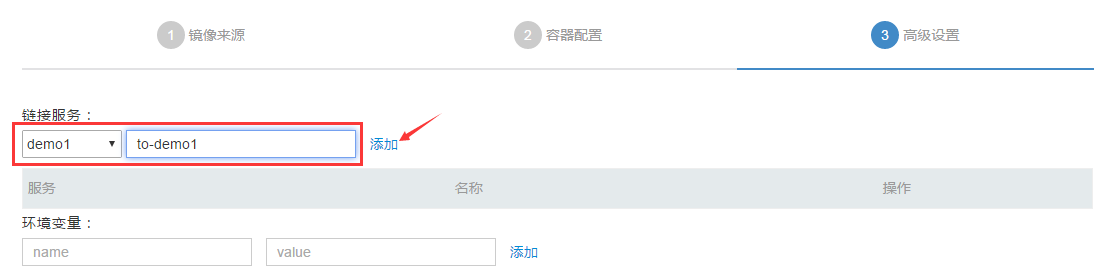 1 镜像来源 2 容器配置 3 高级设置
链接服务：
demo1 to-demo1 添加
服务 名称 操作
环境变量：
name value 添加